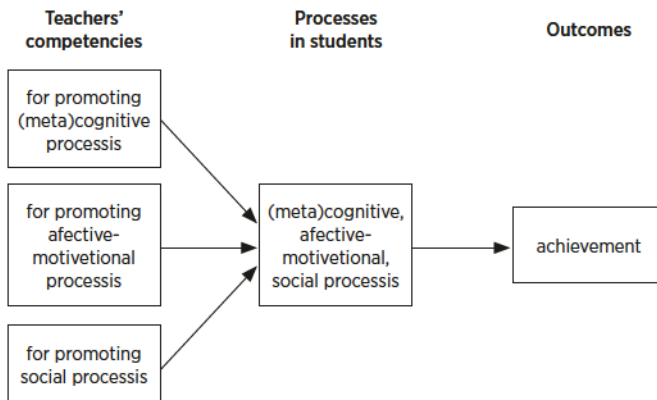 Teachers'
competencies
Processes
in students
Outcomes
for promoting
(meta)cognitive
processis
for promoting
afective-
motivetional
processis
for promoting
social processis
(meta)cognitive,
afective-
motivetional,
social processis
achievement